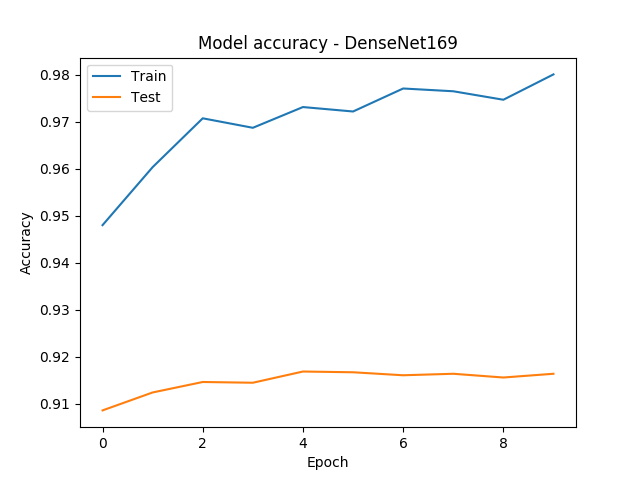 Model accuracy - DenseNet169
Train
Test
0.98
0.97
0.96
0.95
0.94
0.93
0.92
0.91
Accuracy
0 2 4 6 8
Epoch